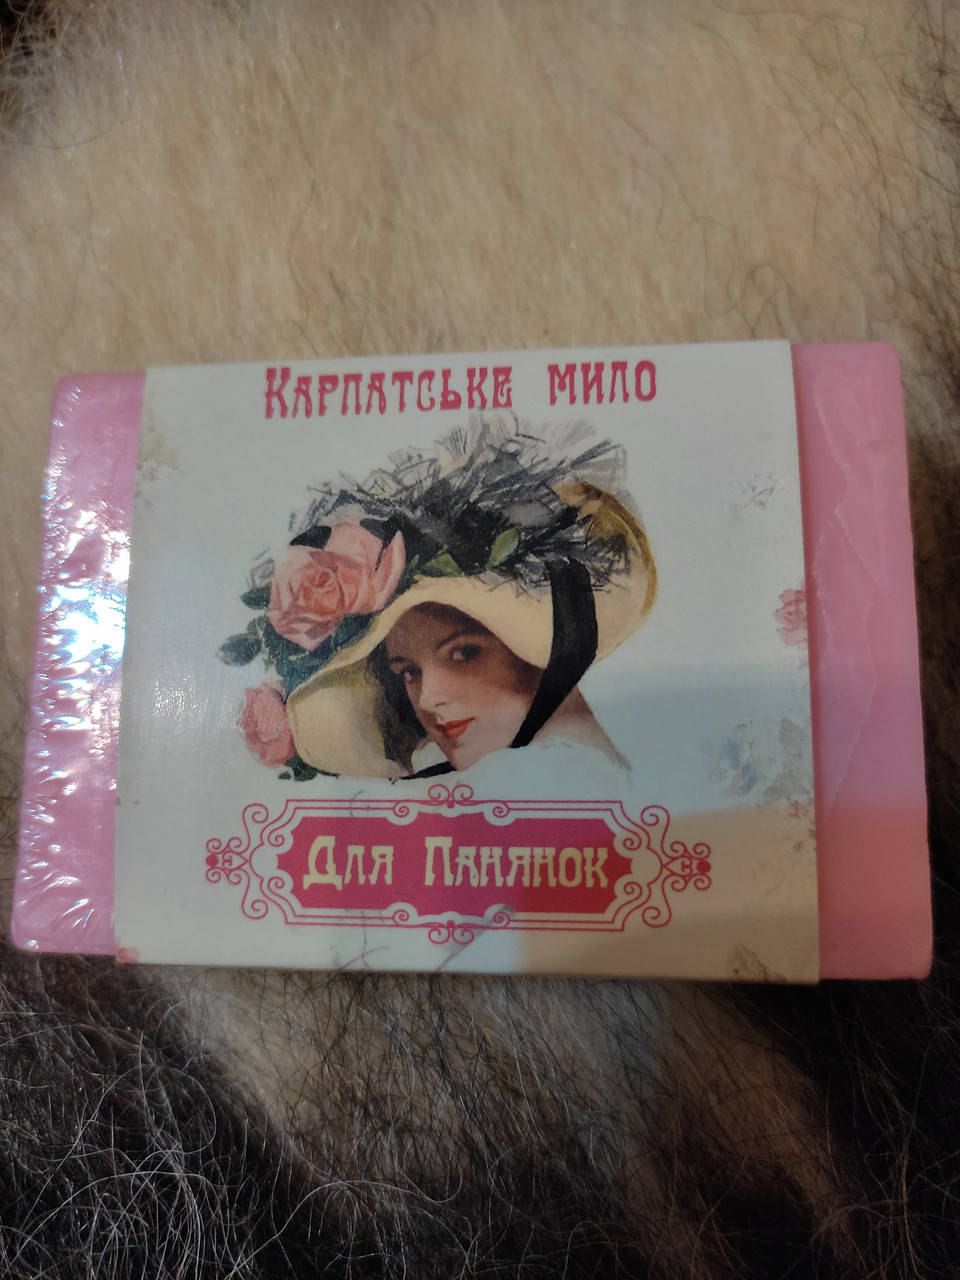 Карпатське мило
Для Панянок